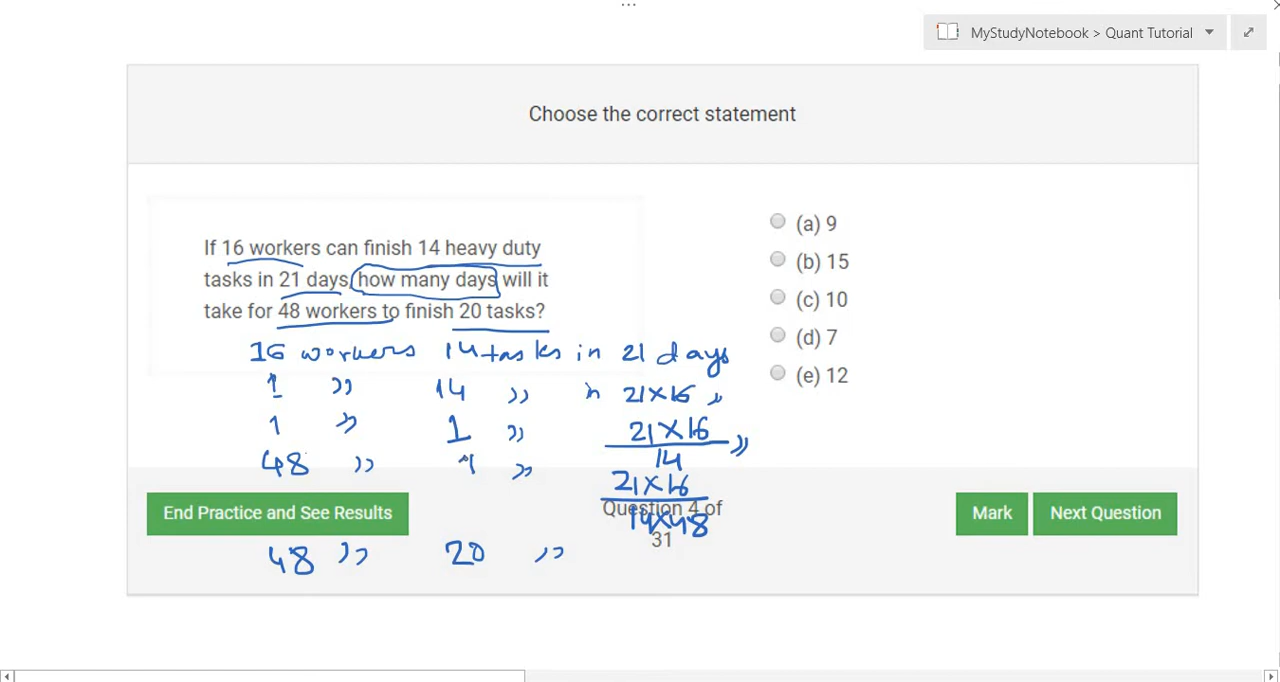 MyStudyNotebook > Quant Tutorial
Choose the correct statement
If 16 workers can finish 14 heavy duty
tasks in 21 days, how many days will it
take for 48 workers to finish 20 tasks?
(a) 9
(b) 15
(c) 10
(d) 7
(e) 12
16 workers 14 tasks in 21 days
1 " 14 " in 21×16 "
1 " 1 " 21×16
14 "
48 " 1 " 21×16
14×48
End Practice and See Results
Question 4 of
31
Mark
Next Question
48 " 20 "